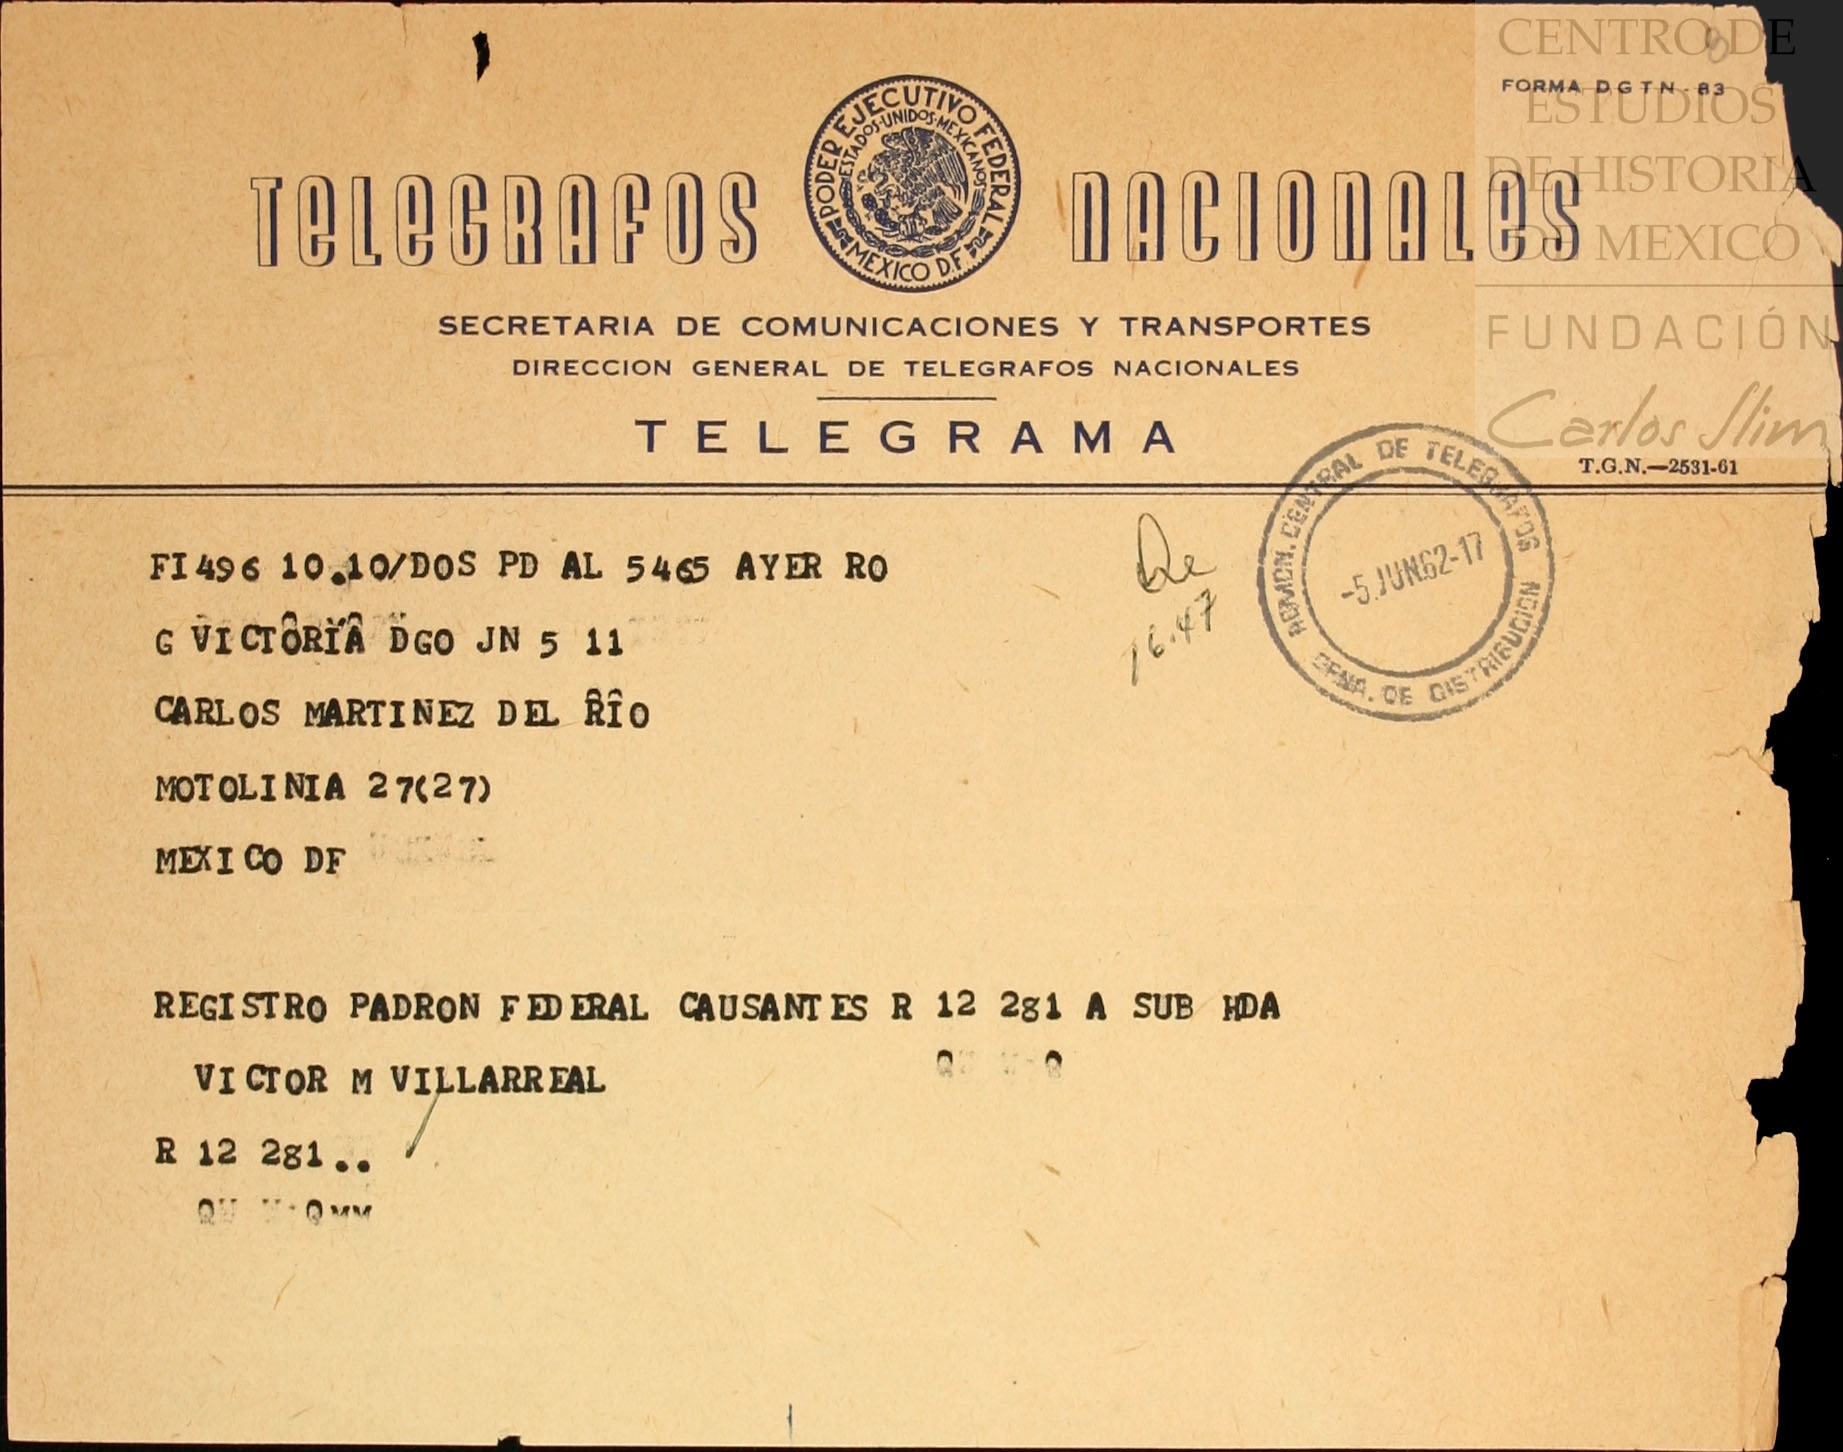 CENTRO DE
ESTUDIOS
DE HISTORIA
DE MEXICO
FUNDACIÓN
Carlos Slim
FORMA DGTN-83
TELEGRAFOS NACIONALES
PODER EJECUTIVO FEDERAL
ESTADOS·UNIDOS·MEXICANOS
MEXICO D.F.
SECRETARIA DE COMUNICACIONES Y TRANSPORTES
DIRECCION GENERAL DE TELEGRAFOS NACIONALES
TELEGRAMA
T.G.N.—2531-61
ADMON. CENTRAL DE TELEGRAFOS
-5.JUN.62-17
OFNA. DE DISTRIBUCION
16.47
FI496 10.10/DOS PD AL 5465 AYER RO
G VICTORIA DGO JN 5 11
CARLOS MARTINEZ DEL RIO
MOTOLINIA 27(27)
MEXICO DF
REGISTRO PADRON FEDERAL CAUSANTES R 12 281 A SUB HDA
VICTOR M VILLARREAL
R 12 281..